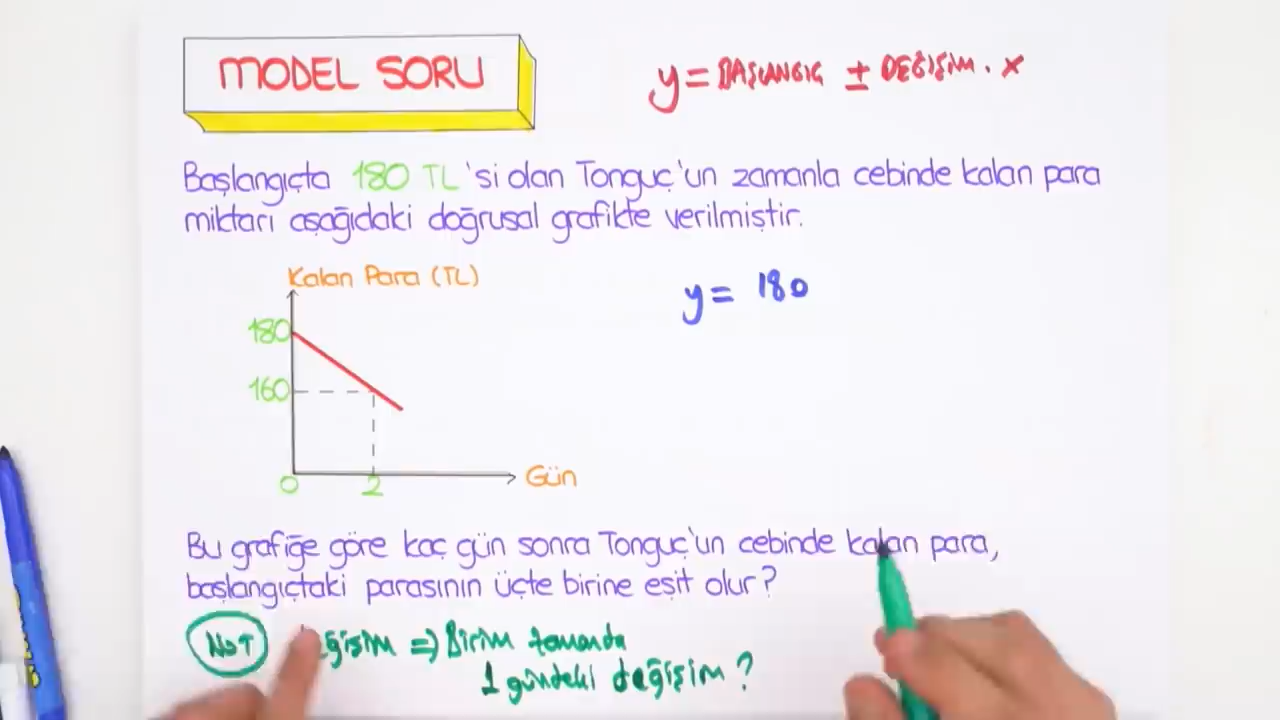 MODEL SORU
y = BAŞLANGIÇ ± DEĞİŞİM . x
Başlangıçta 180 TL'si olan Tonguç'un zamanla cebinde kalan para
miktarı aşağıdaki doğrusal grafikte verilmiştir.
Kalan Para (TL)
y = 180
180
160
0
2
Gün
Bu grafiğe göre kaç gün sonra Tonguç'un cebinde kalan para,
başlangıçtaki parasının üçte birine eşit olur?
NOT
⇒ Birim zamanda
1 gündeki değişim ?